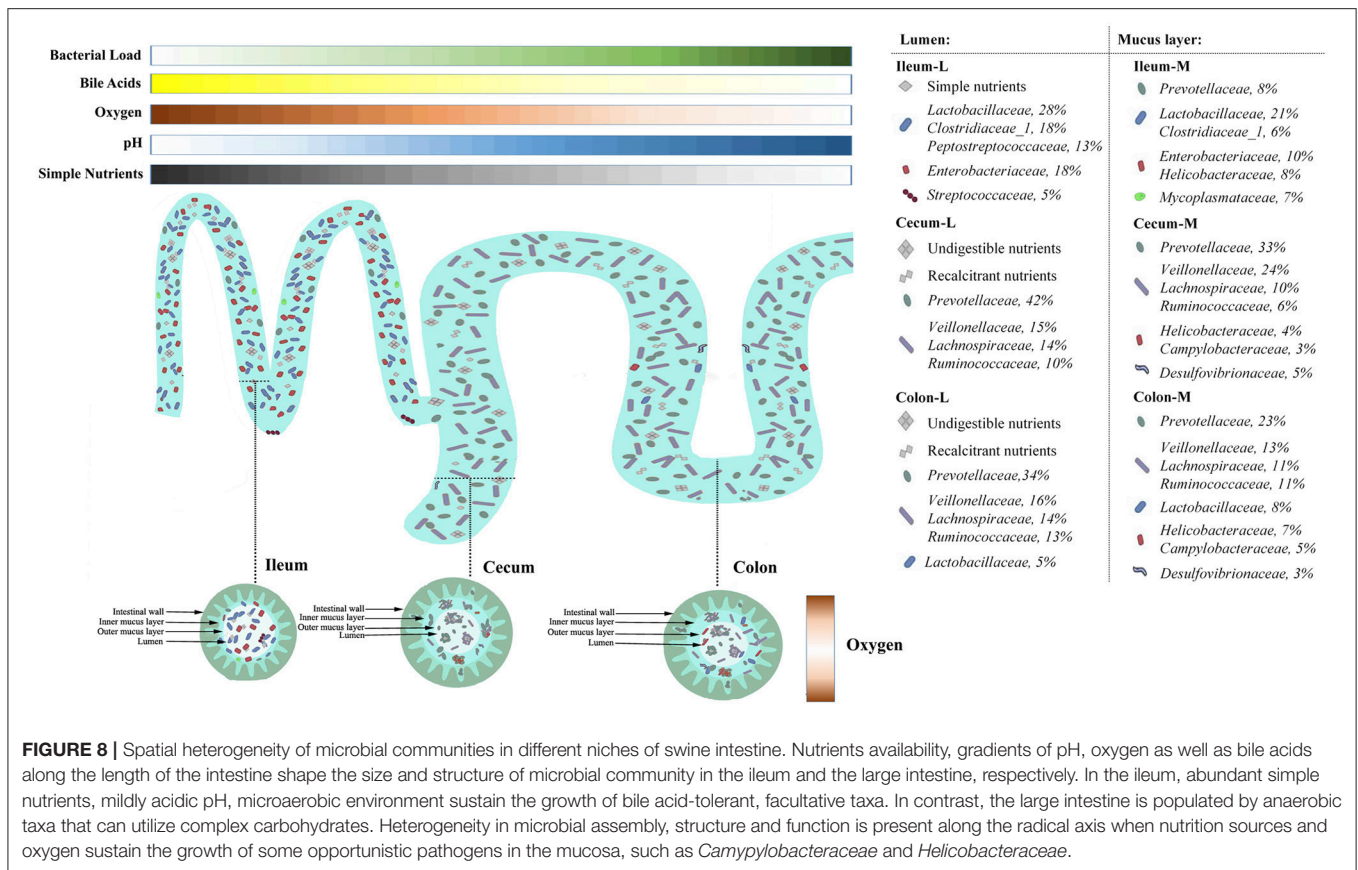 Bacterial Load
Bile Acids
Oxygen
pH
Simple Nutrients
Lumen:
Ileum-L
Simple nutrients
Lactobacillaceae, 28%
Clostridiaceae_1, 18%
Peptostreptococcaceae, 13%
Enterobacteriaceae, 18%
Streptococcaceae, 5%
Cecum-L
Undigestible nutrients
Recalcitrant nutrients
Prevotellaceae, 42%
Veillonellaceae, 15%
Lachnospiraceae, 14%
Ruminococcaceae, 10%
Colon-L
Undigestible nutrients
Recalcitrant nutrients
Prevotellaceae,34%
Veillonellaceae, 16%
Lachnospiraceae, 14%
Ruminococcaceae, 13%
Lactobacillaceae, 5%
Mucus layer:
Ileum-M
Prevotellaceae, 8%
Lactobacillaceae, 21%
Clostridiaceae_1, 6%
Enterobacteriaceae, 10%
Helicobacteraceae, 8%
Mycoplasmataceae, 7%
Cecum-M
Prevotellaceae, 33%
Veillonellaceae, 24%
Lachnospiraceae, 10%
Ruminococcaceae, 6%
Helicobacteraceae, 4%
Campylobacteraceae, 3%
Desulfovibrionaceae, 5%
Colon-M
Prevotellaceae, 23%
Veillonellaceae, 13%
Lachnospiraceae, 11%
Ruminococcaceae, 11%
Lactobacillaceae, 8%
Helicobacteraceae, 7%
Campylobacteraceae, 5%
Desulfovibrionaceae, 3%
Ileum
Intestinal wall
Inner mucus layer
Outer mucus layer
Lumen
Cecum
Intestinal wall
Inner mucus layer
Outer mucus layer
Lumen
Colon
Intestinal wall
Inner mucus layer
Outer mucus layer
Lumen
Oxygen
FIGURE 8 | Spatial heterogeneity of microbial communities in different niches of swine intestine. Nutrients availability, gradients of pH, oxygen as well as bile acids
along the length of the intestine shape the size and structure of microbial community in the ileum and the large intestine, respectively. In the ileum, abundant simple
nutrients, mildly acidic pH, microaerobic environment sustain the growth of bile acid-tolerant, facultative taxa. In contrast, the large intestine is populated by anaerobic
taxa that can utilize complex carbohydrates. Heterogeneity in microbial assembly, structure and function is present along the radical axis when nutrition sources and
oxygen sustain the growth of some opportunistic pathogens in the mucosa, such as Camypylobacteraceae and Helicobacteraceae.